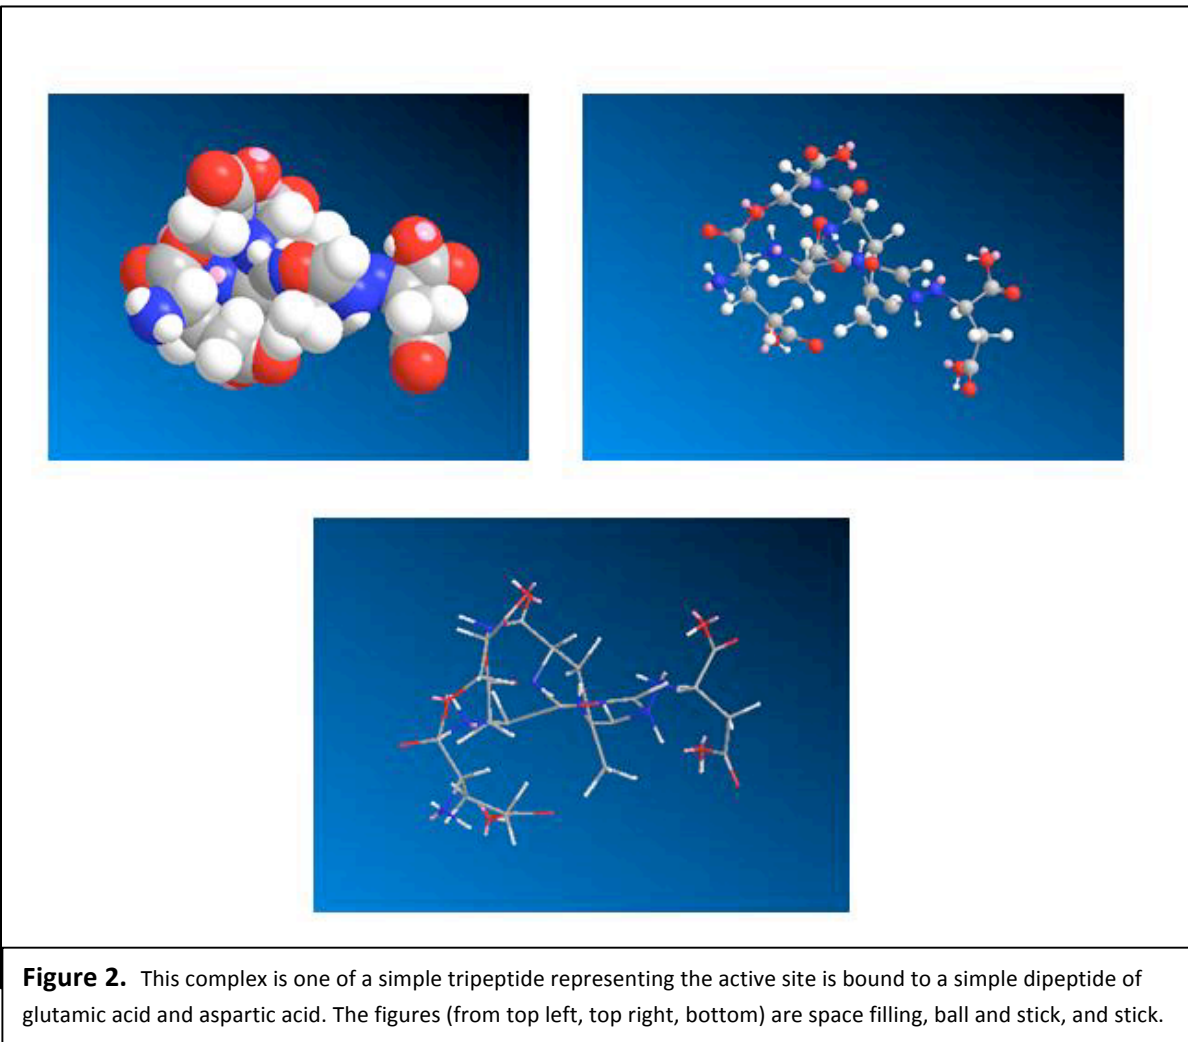 Figure 2. This complex is one of a simple tripeptide representing the active site is bound to a simple dipeptide of
glutamic acid and aspartic acid. The figures (from top left, top right, bottom) are space filling, ball and stick, and stick.